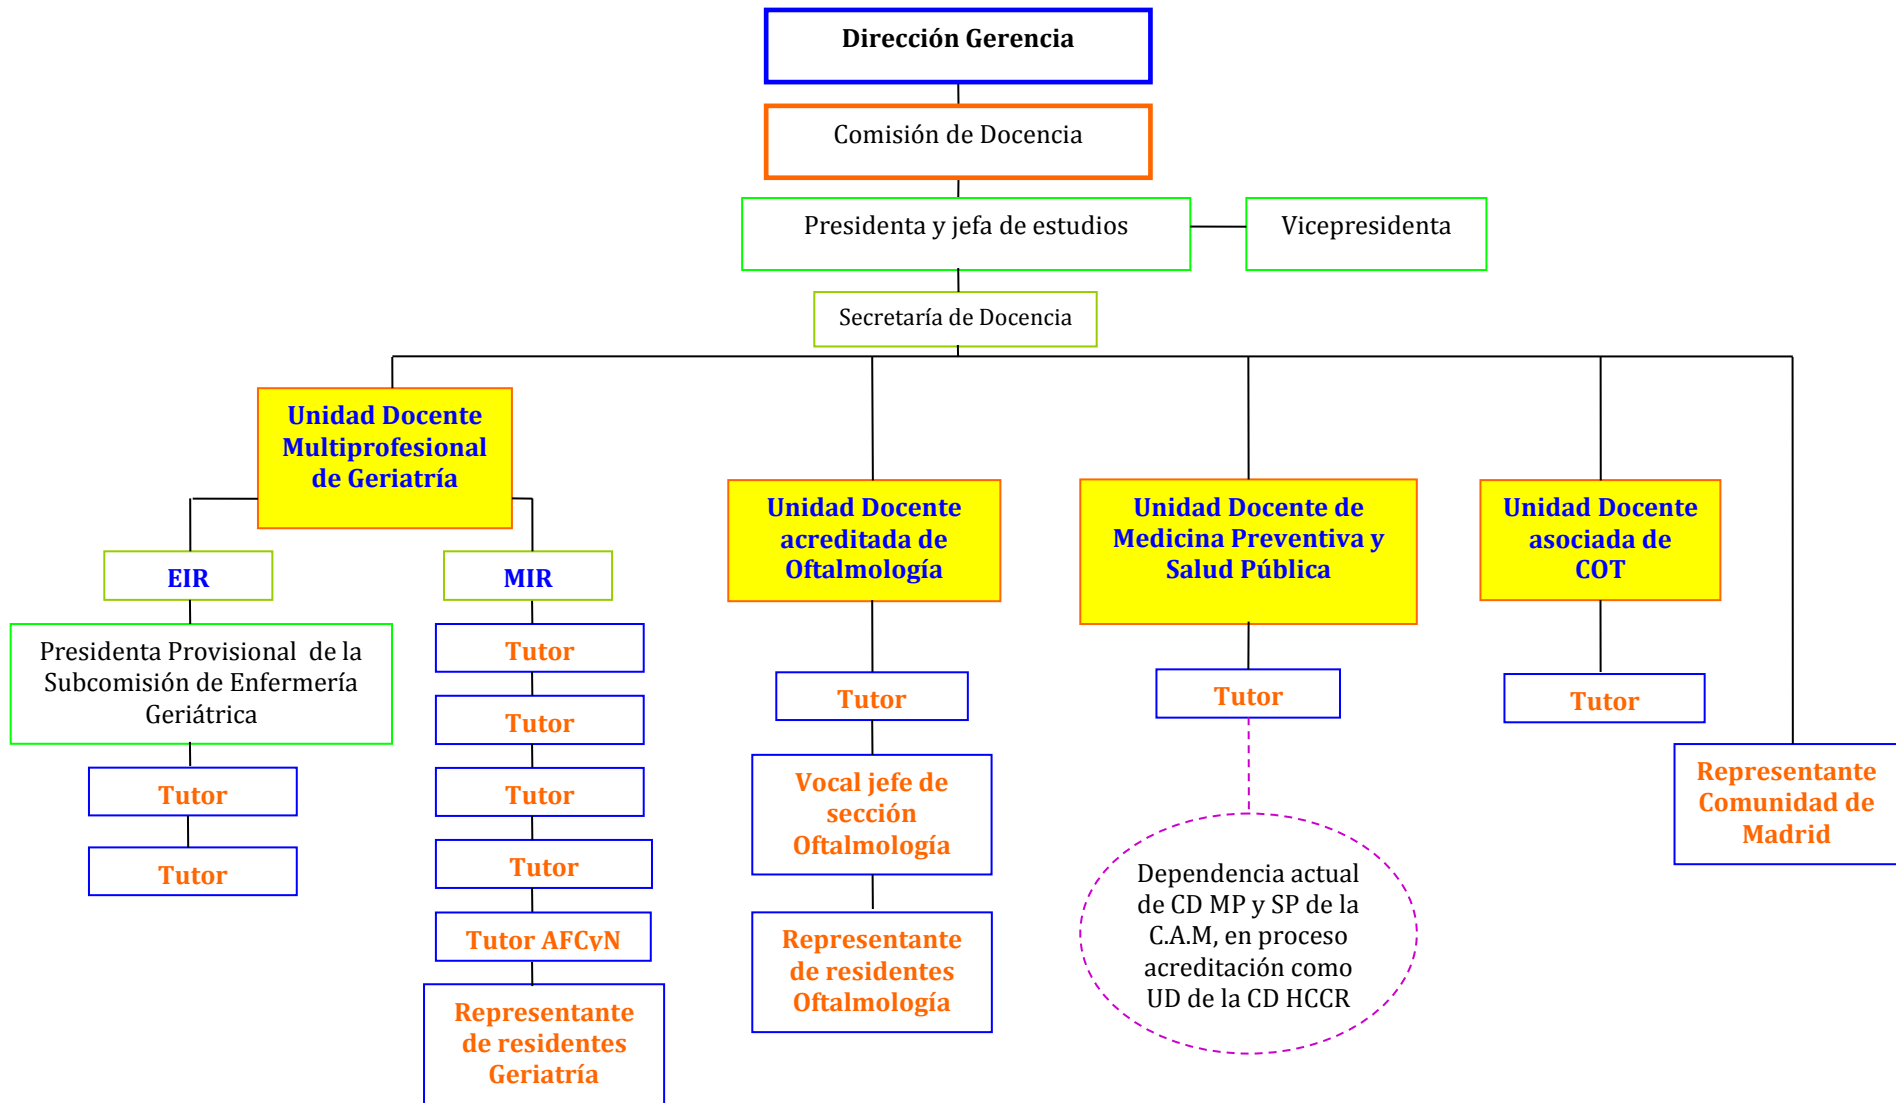 Dirección Gerencia
Comisión de Docencia
Presidenta y jefa de estudios
Vicepresidenta
Secretaría de Docencia
Unidad Docente
Multiprofesional
de Geriatría
EIR
Presidenta Provisional de la
Subcomisión de Enfermería
Geriátrica
Tutor
Tutor
MIR
Tutor
Tutor
Tutor
Tutor
Tutor AFCyN
Representante
de residentes
Geriatría
Unidad Docente
acreditada de
Oftalmología
Tutor
Vocal jefe de
sección
Oftalmología
Representante
de residentes
Oftalmología
Unidad Docente de
Medicina Preventiva y
Salud Pública
Tutor
Dependencia actual
de CD MP y SP de la
C.A.M, en proceso
acreditación como
UD de la CD HCCR
Unidad Docente
asociada de
COT
Tutor
Representante
Comunidad de
Madrid